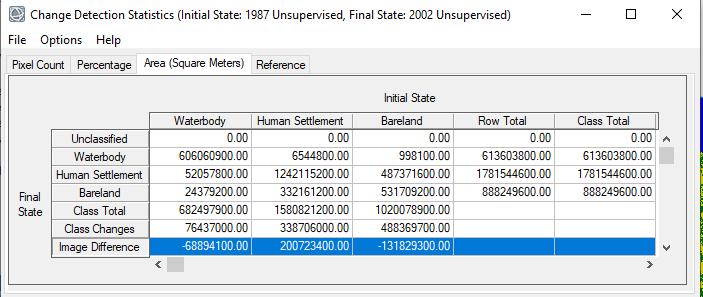 Change Detection Statistics (Initial State: 1987 Unsupervised, Final State: 2002 Unsupervised)
File Options Help
Pixel Count Percentage Area (Square Meters) Reference
Initial State
Waterbody Human Settlement Bareland Row Total Class Total
Unclassified 0.00 0.00 0.00 0.00 0.00
Waterbody 606060900.00 6544800.00 998100.00 613603800.00 613603800.00
Human Settlement 52057800.00 1242115200.00 487371600.00 1781544600.00 1781544600.00
Bareland 24379200.00 332161200.00 531709200.00 888249600.00 888249600.00
Final State
Class Total 682497900.00 1580821200.00 1020078900.00
Class Changes 76437000.00 338706000.00 488369700.00
Image Difference -68894100.00 200723400.00 -131829300.00